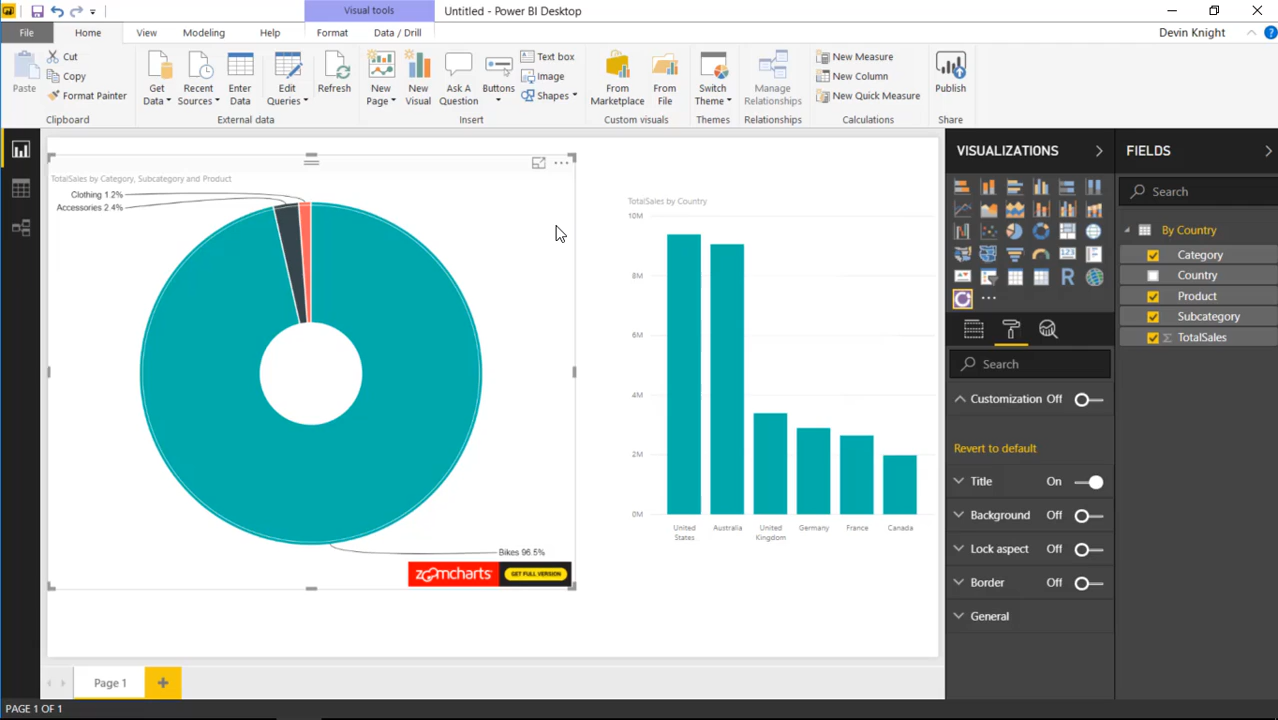 Visual tools
Untitled - Power BI Desktop
File
Home
View
Modeling
Help
Format
Data / Drill
Devin Knight
Paste
Cut
Copy
Format Painter
Clipboard
Get Data
Recent Sources
Enter Data
Edit Queries
Refresh
External data
New Page
New Visual
Ask A Question
Buttons
Text box
Image
Shapes
Insert
From Marketplace
From File
Custom visuals
Switch Theme
Themes
Manage Relationships
Relationships
New Measure
New Column
New Quick Measure
Calculations
Publish
Share
TotalSales by Category, Subcategory and Product
Clothing 1.2%
Accessories 2.4%
Bikes 96.5%
zoomcharts
GET FULL VERSION
TotalSales by Country
10M
8M
6M
4M
2M
0M
United States
Australia
United Kingdom
Germany
France
Canada
VISUALIZATIONS
R
123
Search
Customization Off
Revert to default
Title On
Background Off
Lock aspect Off
Border Off
General
FIELDS
Search
By Country
Category
Country
Product
Subcategory
Σ TotalSales
Page 1
PAGE 1 OF 1